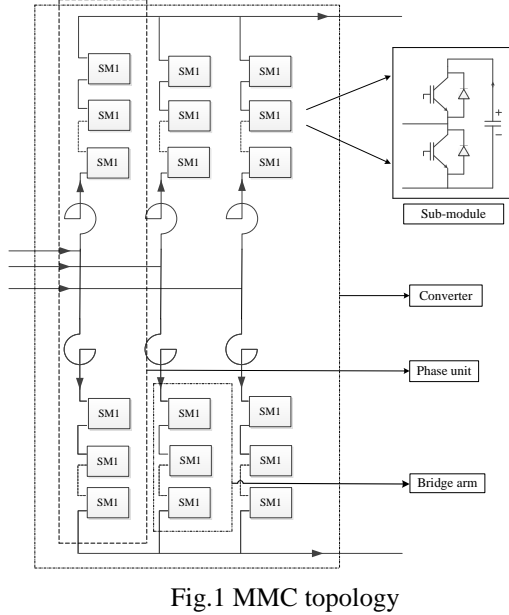 SM1 SM1 SM1
SM1 SM1 SM1
SM1 SM1 SM1
+
−
Sub-module
Converter
Phase unit
SM1 SM1 SM1
SM1 SM1 SM1
Bridge arm
SM1 SM1 SM1
Fig.1 MMC topology